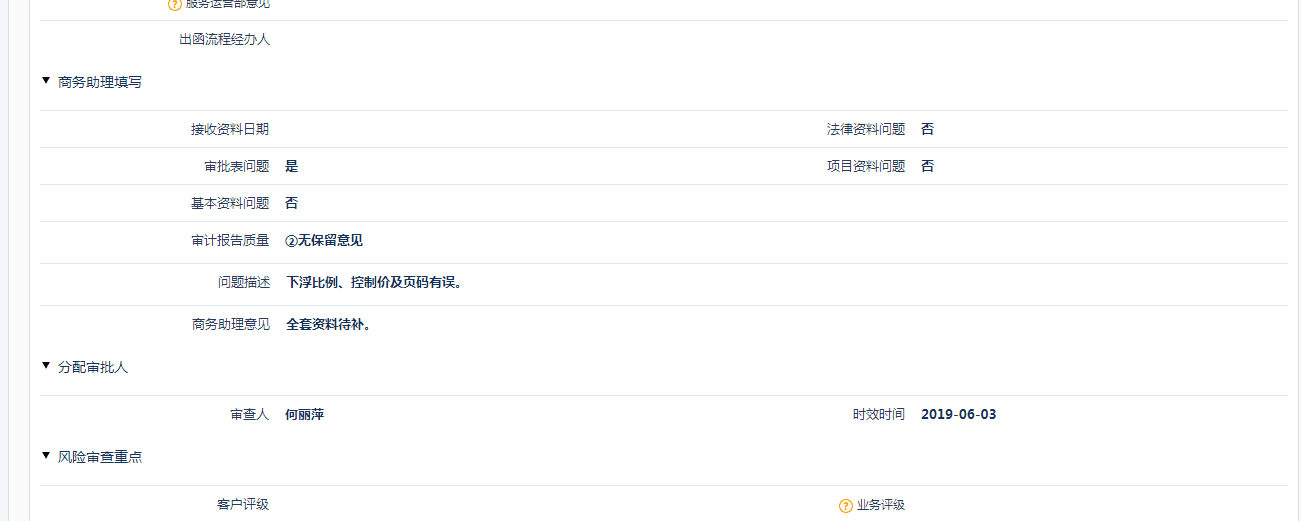 服务运营部意见
出函流程经办人
商务助理填写
接收资料日期 法律资料问题 否
审批表问题 是 项目资料问题 否
基本资料问题 否
审计报告质量 ②无保留意见
问题描述 下浮比例、控制价及页码有误。
商务助理意见 全套资料待补。
分配审批人
审查人 何丽萍 时效时间 2019-06-03
风险审查重点
客户评级 ? 业务评级